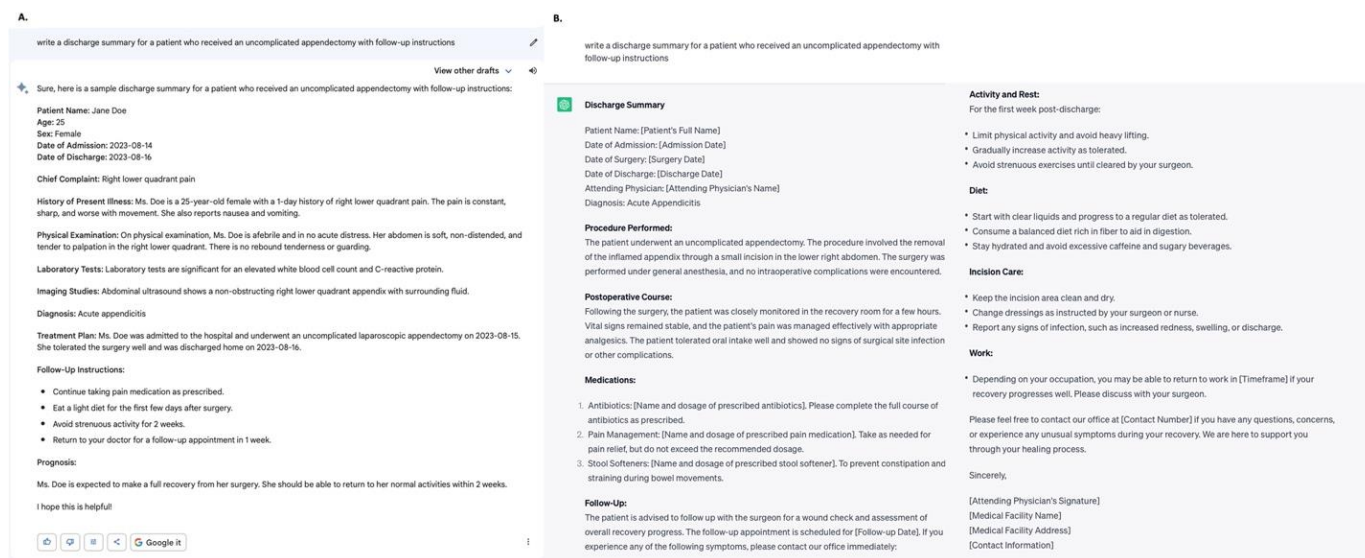 A.
write a discharge summary for a patient who received an uncomplicated appendectomy with follow-up instructions
View other drafts
Sure, here is a sample discharge summary for a patient who received an uncomplicated appendectomy with follow-up instructions:
Patient Name: Jane Doe
Age: 25
Sex: Female
Date of Admission: 2023-08-14
Date of Discharge: 2023-08-16
Chief Complaint: Right lower quadrant pain
History of Present Illness: Ms. Doe is a 25-year-old female with a 1-day history of right lower quadrant pain. The pain is constant,
sharp, and worse with movement. She also reports nausea and vomiting.
Physical Examination: On physical examination, Ms. Doe is afebrile and in no acute distress. Her abdomen is soft, non-distended, and
tender to palpation in the right lower quadrant. There is no rebound tenderness or guarding.
Laboratory Tests: Laboratory tests are significant for an elevated white blood cell count and C-reactive protein.
Imaging Studies: Abdominal ultrasound shows a non-obstructing right lower quadrant appendix with surrounding fluid.
Diagnosis: Acute appendicitis
Treatment Plan: Ms. Doe was admitted to the hospital and underwent an uncomplicated laparoscopic appendectomy on 2023-08-15.
She tolerated the surgery well and was discharged home on 2023-08-16.
Follow-Up Instructions:
• Continue taking pain medication as prescribed.
• Eat a light diet for the first few days after surgery.
• Avoid strenuous activity for 2 weeks.
• Return to your doctor for a follow-up appointment in 1 week.
Prognosis:
Ms. Doe is expected to make a full recovery from her surgery. She should be able to return to her normal activities within 2 weeks.
I hope this is helpful!
G Google it
B.
write a discharge summary for a patient who received an uncomplicated appendectomy with
follow-up instructions
Discharge Summary
Patient Name: [Patient's Full Name]
Date of Admission: [Admission Date]
Date of Surgery: [Surgery Date]
Date of Discharge: [Discharge Date]
Attending Physician: [Attending Physician's Name]
Diagnosis: Acute Appendicitis
Procedure Performed:
The patient underwent an uncomplicated appendectomy. The procedure involved the removal
of the inflamed appendix through a small incision in the lower right abdomen. The surgery was
performed under general anesthesia, and no intraoperative complications were encountered.
Postoperative Course:
Following the surgery, the patient was closely monitored in the recovery room for a few hours.
Vital signs remained stable, and the patient's pain was managed effectively with appropriate
analgesics. The patient tolerated oral intake well and showed no signs of surgical site infection
or other complications.
Medications:
1. Antibiotics: [Name and dosage of prescribed antibiotics]. Please complete the full course of
antibiotics as prescribed.
2. Pain Management: [Name and dosage of prescribed pain medication]. Take as needed for
pain relief, but do not exceed the recommended dosage.
3. Stool Softeners: [Name and dosage of prescribed stool softener]. To prevent constipation and
straining during bowel movements.
Follow-Up:
The patient is advised to follow up with the surgeon for a wound check and assessment of
overall recovery progress. The follow-up appointment is scheduled for [Follow-up Date]. If you
experience any of the following symptoms, please contact our office immediately:
Activity and Rest:
For the first week post-discharge:
• Limit physical activity and avoid heavy lifting.
• Gradually increase activity as tolerated.
• Avoid strenuous exercises until cleared by your surgeon.
Diet:
• Start with clear liquids and progress to a regular diet as tolerated.
• Consume a balanced diet rich in fiber to aid in digestion.
• Stay hydrated and avoid excessive caffeine and sugary beverages.
Incision Care:
• Keep the incision area clean and dry.
• Change dressings as instructed by your surgeon or nurse.
• Report any signs of infection, such as increased redness, swelling, or discharge.
Work:
• Depending on your occupation, you may be able to return to work in [Timeframe] if your
recovery progresses well. Please discuss with your surgeon.
Please feel free to contact our office at [Contact Number] if you have any questions, concerns,
or experience any unusual symptoms during your recovery. We are here to support you
through your healing process.
Sincerely,
[Attending Physician's Signature]
[Medical Facility Name]
[Medical Facility Address]
[Contact Information]